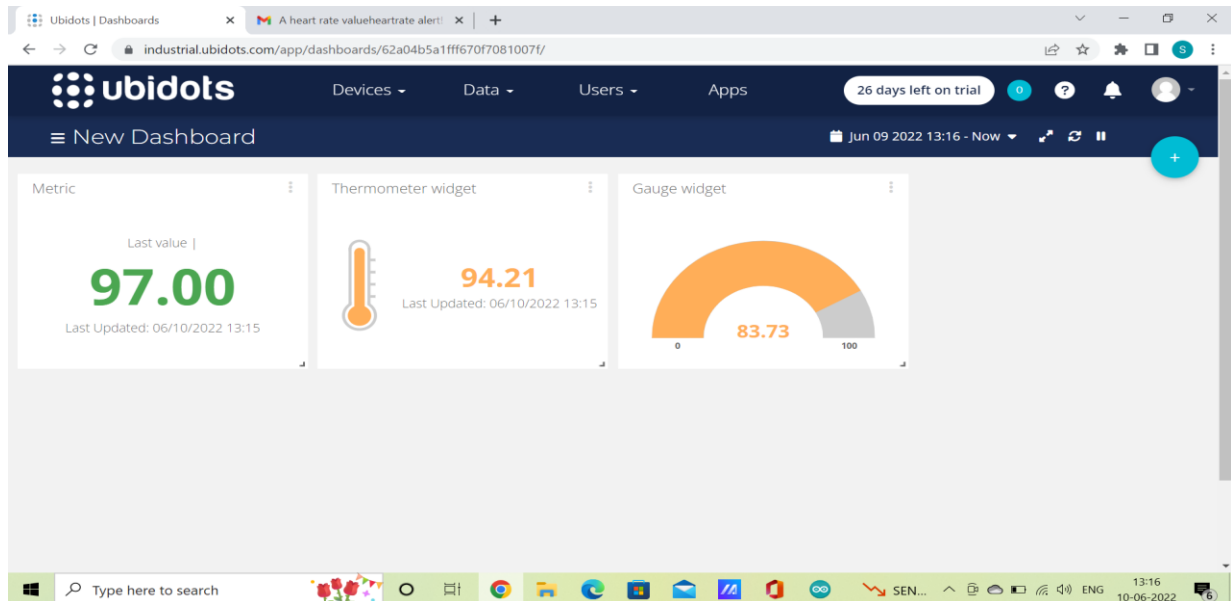 Ubidots | Dashboards
A heart rate valueheartrate alert!
industrial.ubidots.com/app/dashboards/62a04b5a1fff670f7081007f/
S
ubidots
Devices
Data
Users
Apps
26 days left on trial
0
?
New Dashboard
Jun 09 2022 13:16 - Now
+
Metric
Thermometer widget
Gauge widget
Last value |
97.00
Last Updated: 06/10/2022 13:15
94.21
Last Updated: 06/10/2022 13:15
83.73
0
100
Type here to search
SEN...
ENG
13:16
10-06-2022
6